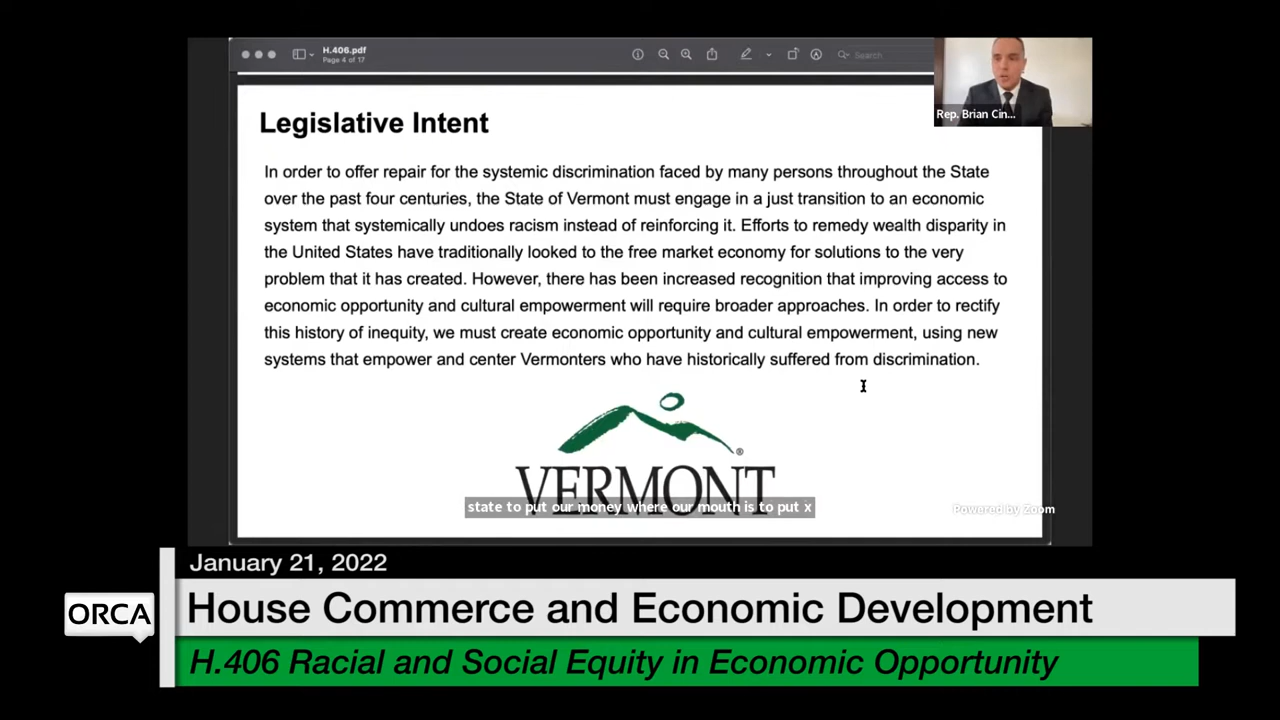 H.406.pdf
Page 4 of 17
Search
Rep. Brian Cin...
Legislative Intent
In order to offer repair for the systemic discrimination faced by many persons throughout the State
over the past four centuries, the State of Vermont must engage in a just transition to an economic
system that systemically undoes racism instead of reinforcing it. Efforts to remedy wealth disparity in
the United States have traditionally looked to the free market economy for solutions to the very
problem that it has created. However, there has been increased recognition that improving access to
economic opportunity and cultural empowerment will require broader approaches. In order to rectify
this history of inequity, we must create economic opportunity and cultural empowerment, using new
systems that empower and center Vermonters who have historically suffered from discrimination.
®
VERMONT
state to put our money where our mouth is to put x
Powered by Zoom
January 21, 2022
ORCA
House Commerce and Economic Development
H.406 Racial and Social Equity in Economic Opportunity